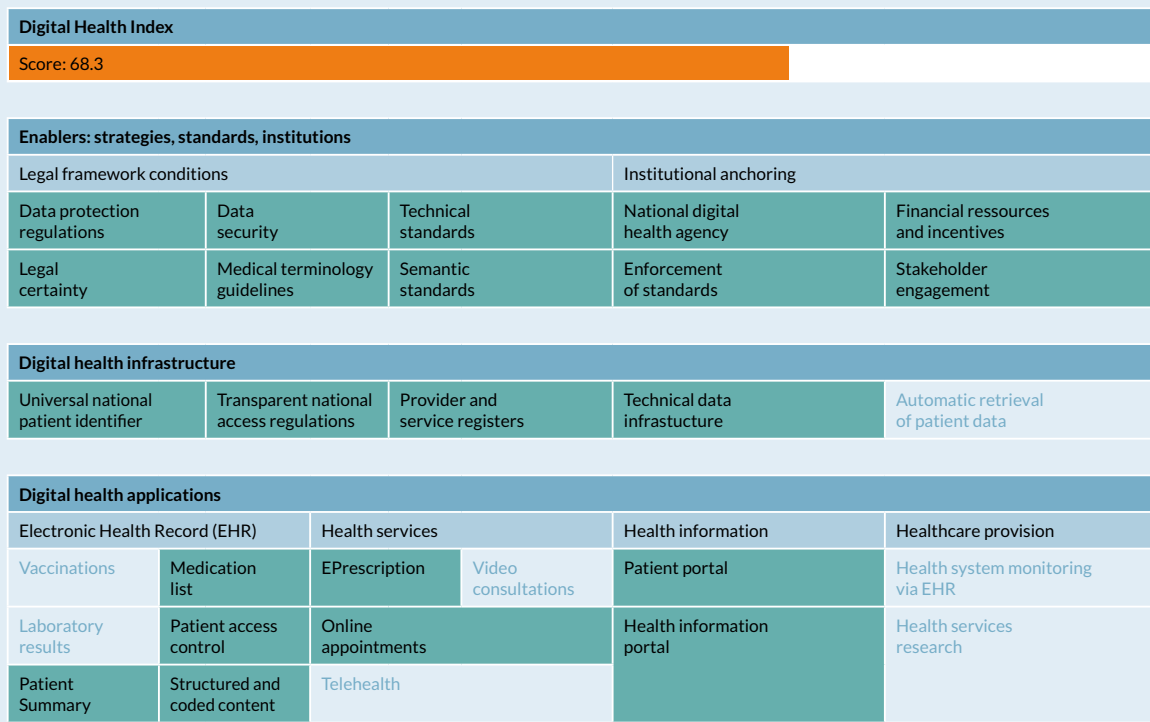 Digital Health Index
Score: 68.3
Enablers: strategies, standards, institutions
Legal framework conditions
Institutional anchoring
Data protection
regulations
Data
security
Technical
standards
National digital
health agency
Financial ressources
and incentives
Legal
certainty
Medical terminology
guidelines
Semantic
standards
Enforcement
of standards
Stakeholder
engagement
Digital health infrastructure
Universal national
patient identifier
Transparent national
access regulations
Provider and
service registers
Technical data
infrastucture
Automatic retrieval
of patient data
Digital health applications
Electronic Health Record (EHR)
Health services
Health information
Healthcare provision
Vaccinations
Medication
list
EPrescription
Video
consultations
Patient portal
Health system monitoring
via EHR
Laboratory
results
Patient access
control
Online
appointments
Health information
portal
Health services
research
Patient
Summary
Structured and
coded content
Telehealth